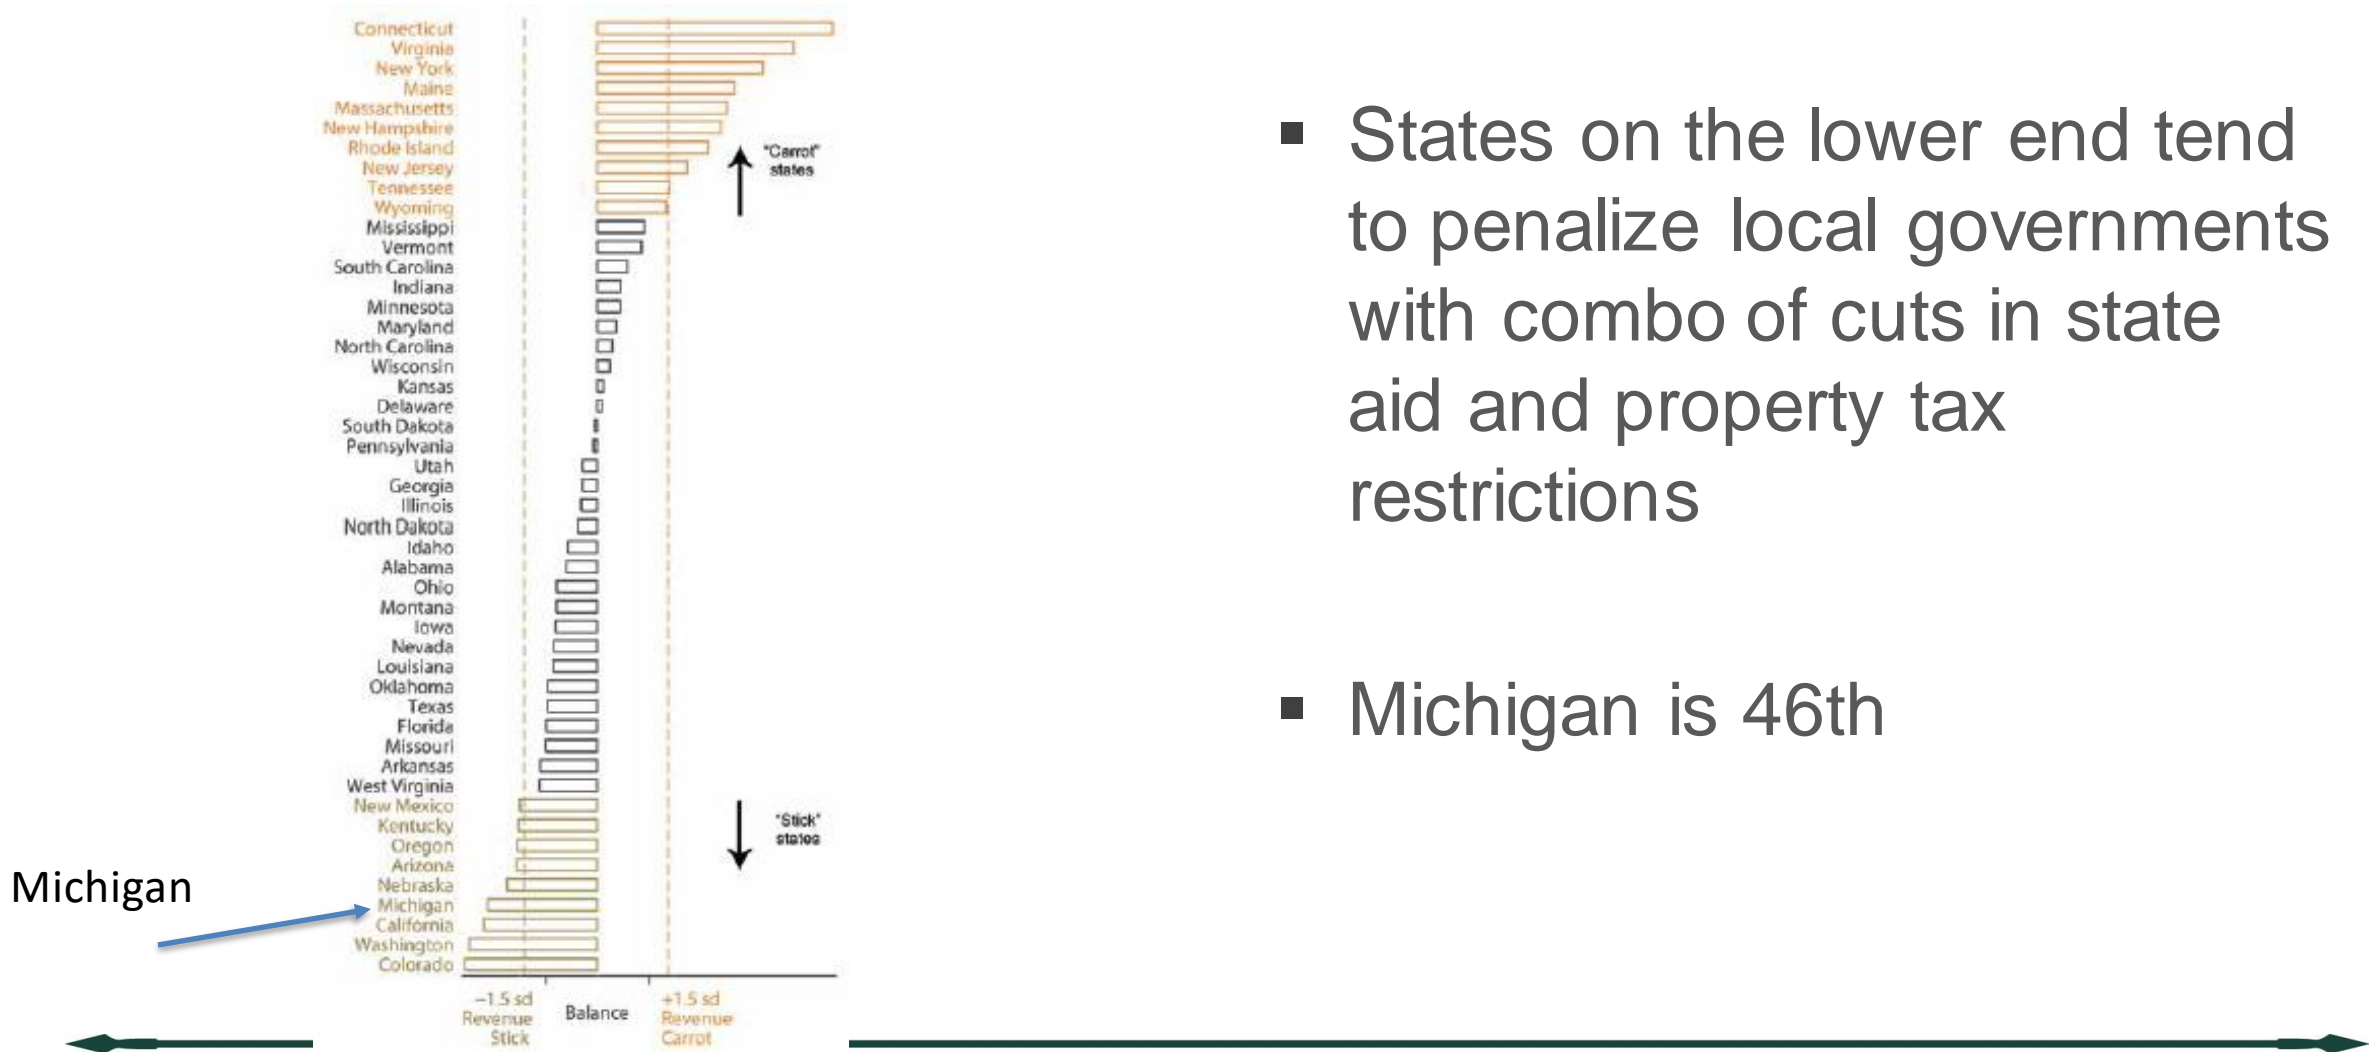 Connecticut
Virginia
New York
Maine
Massachusetts
New Hampshire
Rhode Island
New Jersey
Tennessee
Wyoming
Mississippi
Vermont
South Carolina
Indiana
Minnesota
Maryland
North Carolina
Wisconsin
Kansas
Delaware
South Dakota
Pennsylvania
Utah
Georgia
Illinois
North Dakota
Idaho
Alabama
Ohio
Montana
Iowa
Nevada
Louisiana
Oklahoma
Texas
Florida
Missouri
Arkansas
West Virginia
New Mexico
Kentucky
Oregon
Arizona
Nebraska
Michigan
California
Washington
Colorado
"Carrot"
states
"Stick"
states
−1.5 sd
Revenue
Stick
Balance
+1.5 sd
Revenue
Carrot
Michigan
▪ States on the lower end tend
to penalize local governments
with combo of cuts in state
aid and property tax
restrictions
▪ Michigan is 46th